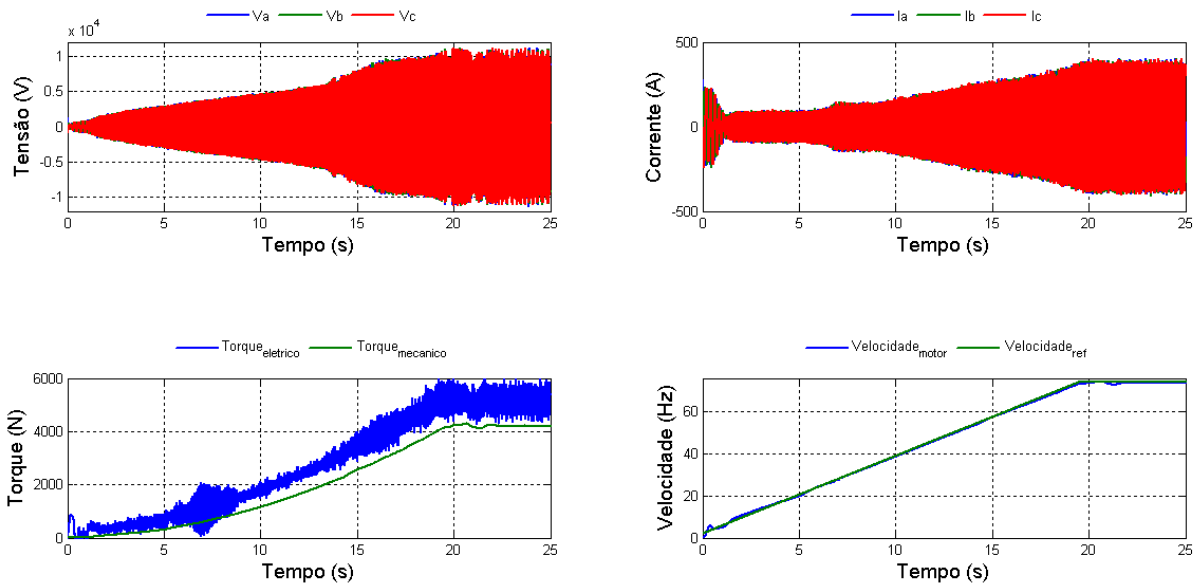 Va Vb Vc
x 10⁴
1
0.5
0
-0.5
-1
Tensão (V)
0 5 10 15 20 25
Tempo (s)
Ia Ib Ic
500
0
-500
Corrente (A)
0 5 10 15 20 25
Tempo (s)
Torque_eletrico Torque_mecanico
6000
4000
2000
0
Torque (N)
0 5 10 15 20 25
Tempo (s)
Velocidade_motor Velocidade_ref
60
40
20
0
Velocidade (Hz)
0 5 10 15 20 25
Tempo (s)